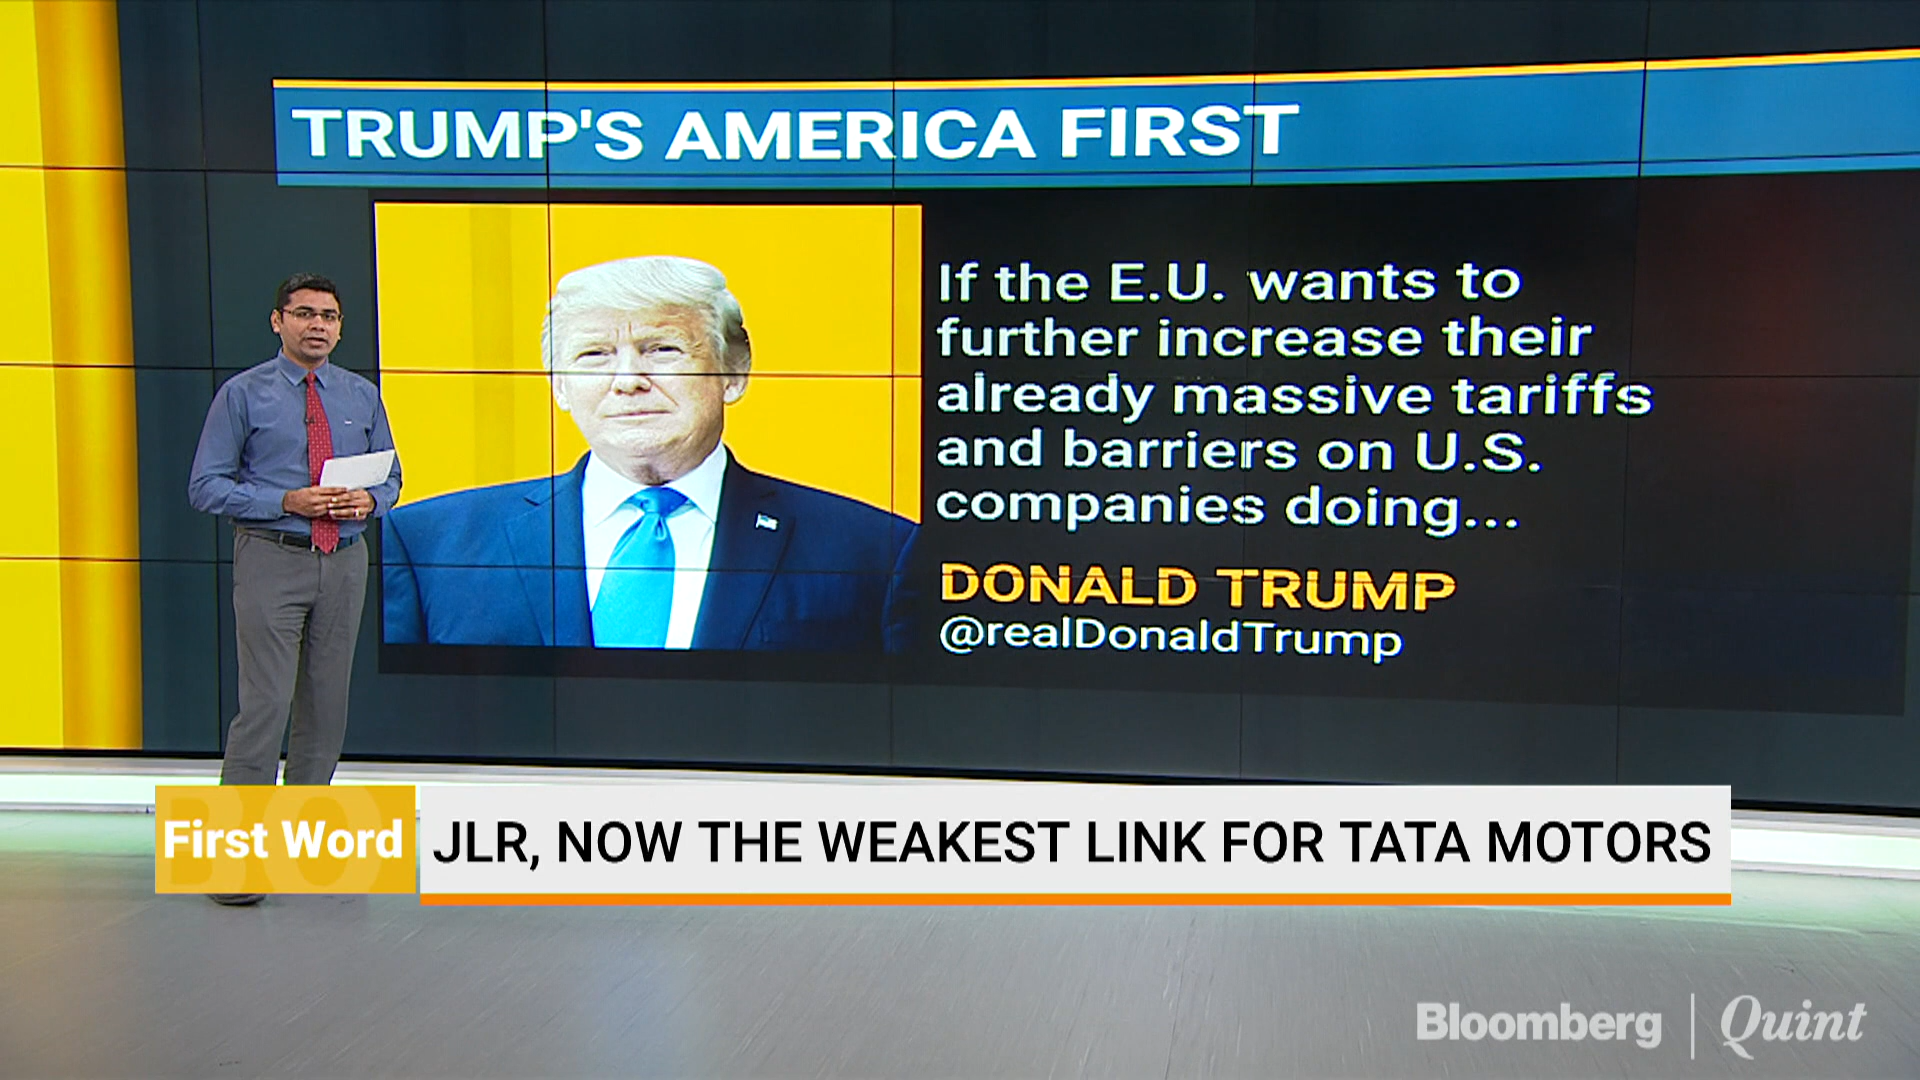 TRUMP'S AMERICA FIRST
If the E.U. wants to
further increase their
already massive tariffs
and barriers on U.S.
companies doing...
DONALD TRUMP
@realDonaldTrump
First Word
JLR, NOW THE WEAKEST LINK FOR TATA MOTORS
Bloomberg | Quint